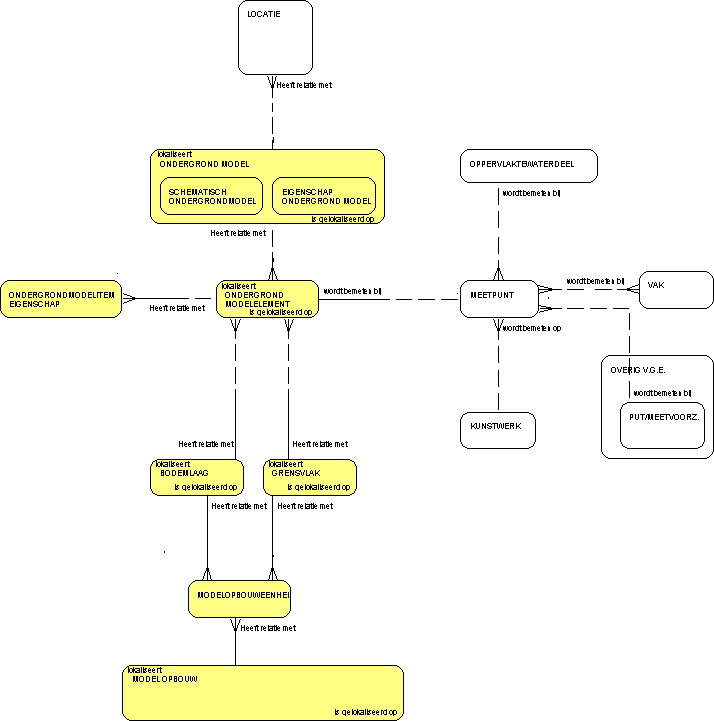 LOCATIE
Heeft relatie met
lokaliseert
ONDERGROND MODEL
SCHEMATISCH
ONDERGRONDMODEL
EIGENSCHAP
ONDERGROND MODEL
is gelokaliseerd op
Heeft relatie met
OPPERVLAKTEWATERDEEL
wordt bemeten bij
ONDERGRONDMODELITEM
EIGENSCHAP
Heeft relatie met
lokaliseert
ONDERGROND
MODELELEMENT
is gelokaliseerd op
wordt bemeten bij
MEETPUNT
wordt bemeten bij
VAK
wordt bemeten op
OVERIG V.G.E.
wordt bemeten bij
PUT/MEETVOORZ.
KUNSTWERK
Heeft relatie met
Heeft relatie met
lokaliseert
BODEMLAAG
is gelokaliseerd op
lokaliseert
GRENSVLAK
is gelokaliseerd op
Heeft relatie met
Heeft relatie met
MODELOPBOUWEENHEI
Heeft relatie met
lokaliseert
MODELOPBOUW
is gelokaliseerd op